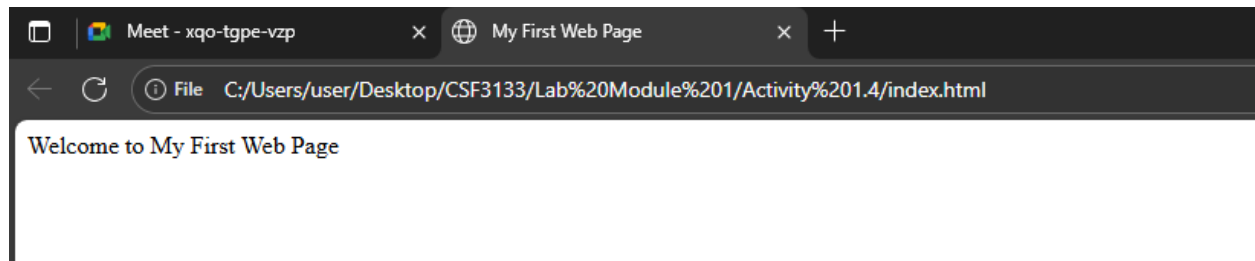 Meet - xqo-tgpe-vzp
My First Web Page
File C:/Users/user/Desktop/CSF3133/Lab%20Module%201/Activity%201.4/index.html
Welcome to My First Web Page